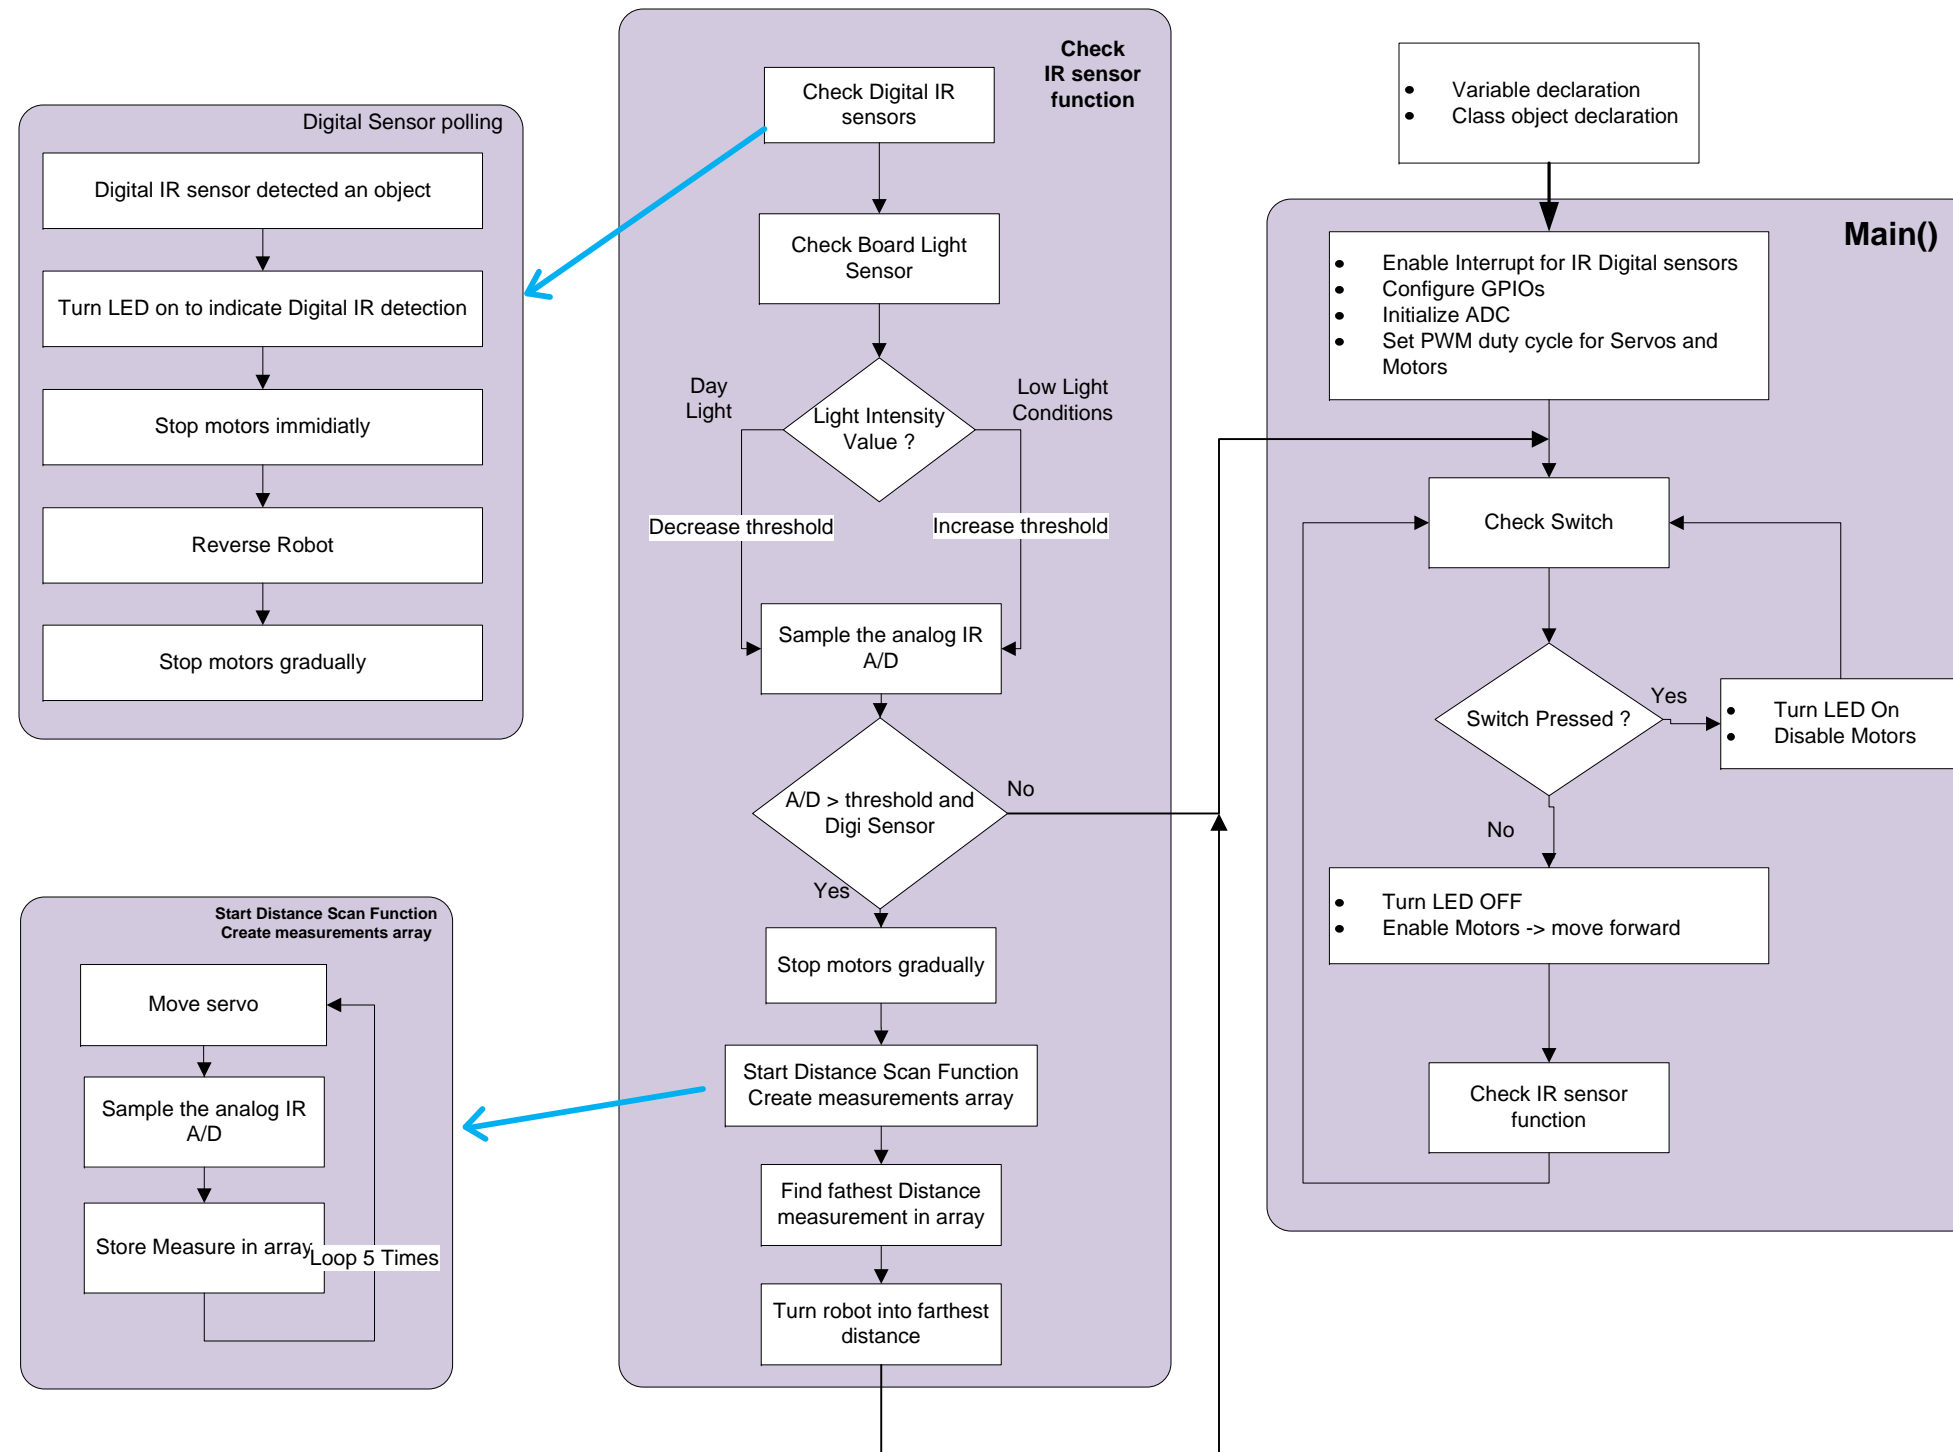 Digital Sensor polling
Digital IR sensor detected an object
Turn LED on to indicate Digital IR detection
Stop motors immidiatly
Reverse Robot
Stop motors gradually
Start Distance Scan Function
Create measurements array
Move servo
Sample the analog IR
A/D
Store Measure in array
Loop 5 Times
Check
IR sensor
function
Check Digital IR
sensors
Check Board Light
Sensor
Day
Light
Light Intensity
Value ?
Low Light
Conditions
Decrease threshold
Increase threshold
Sample the analog IR
A/D
A/D > threshold and
Digi Sensor
No
Yes
Stop motors gradually
Start Distance Scan Function
Create measurements array
Find fathest Distance
measurement in array
Turn robot into farthest
distance
• Variable declaration
• Class object declaration
Main()
• Enable Interrupt for IR Digital sensors
• Configure GPIOs
• Initialize ADC
• Set PWM duty cycle for Servos and
Motors
Check Switch
Switch Pressed ?
Yes
• Turn LED On
• Disable Motors
No
• Turn LED OFF
• Enable Motors -> move forward
Check IR sensor
function